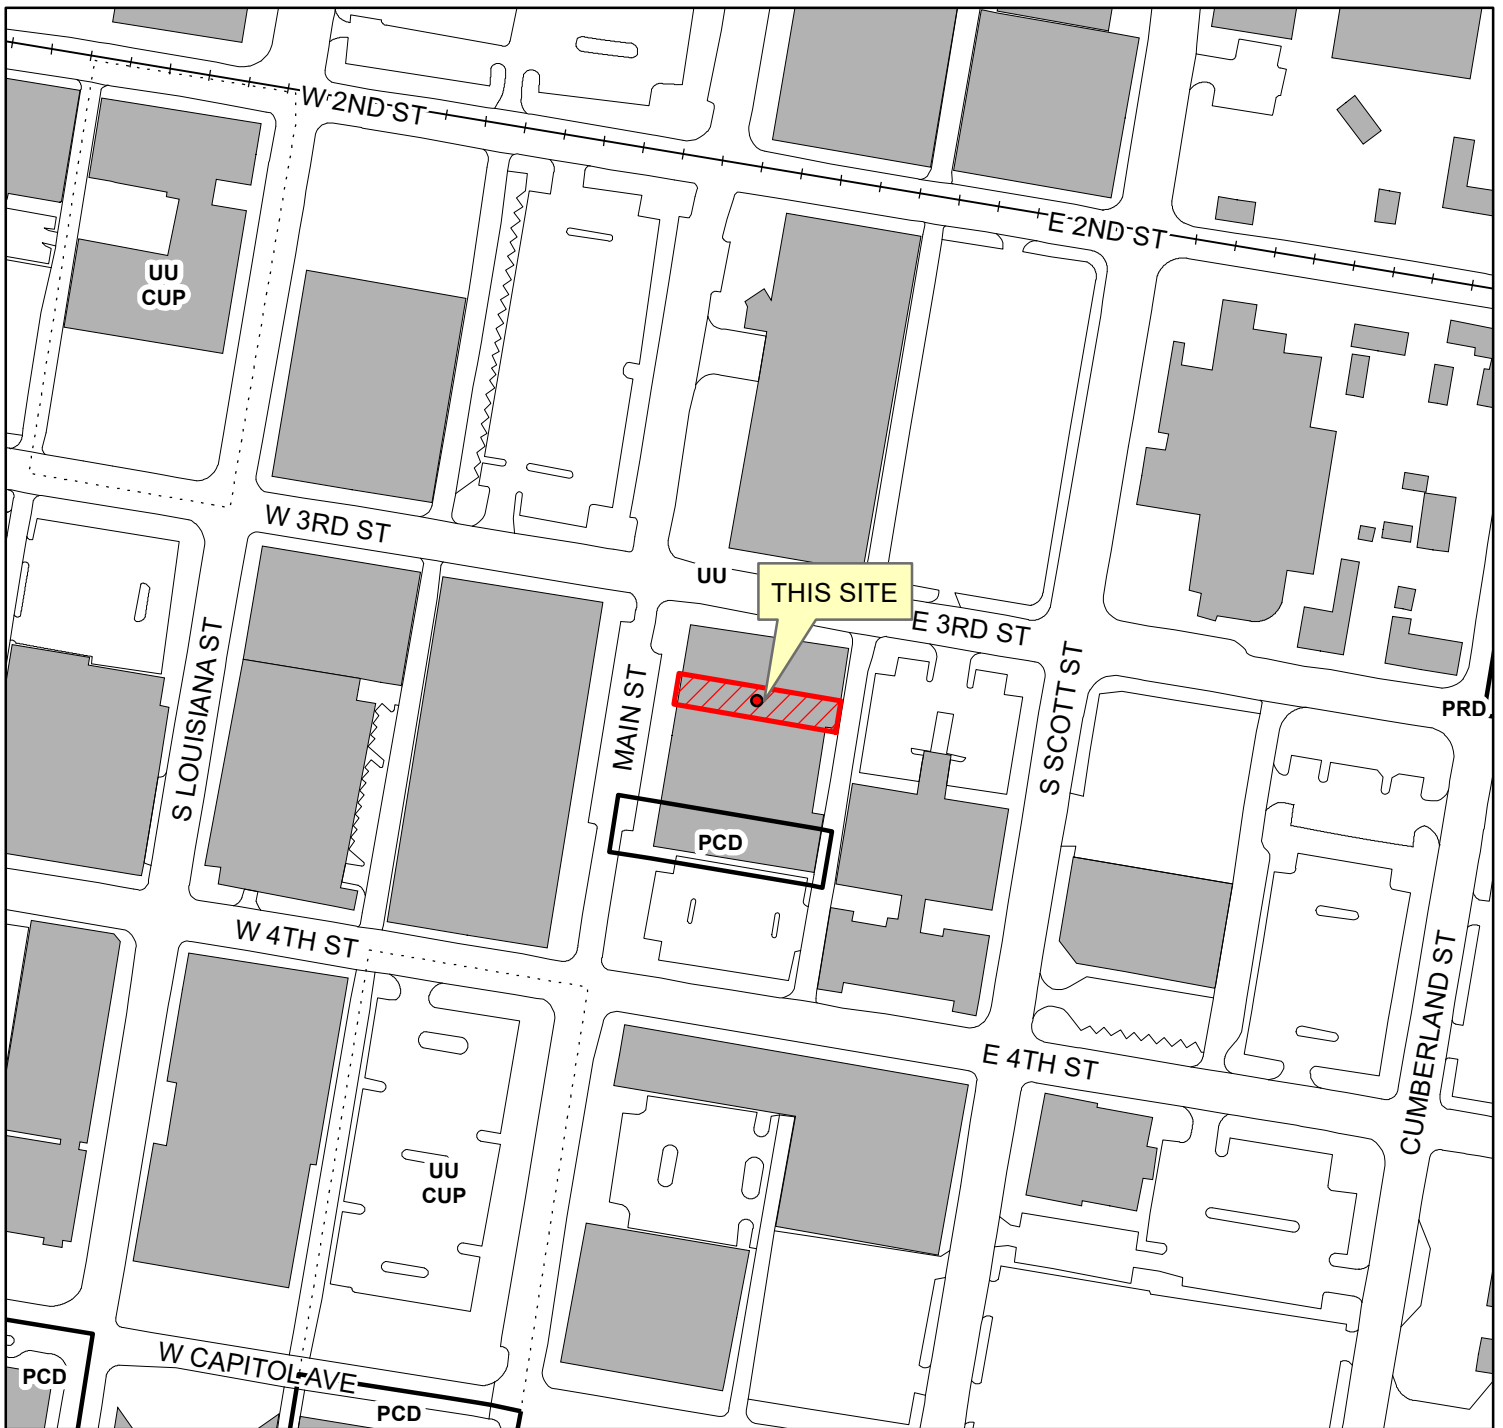 W 2ND ST
E 2ND ST
UU
CUP
W 3RD ST
UU
THIS SITE
E 3RD ST
S LOUISIANA ST
MAIN ST
S SCOTT ST
PRD
PCD
W 4TH ST
E 4TH ST
CUMBERLAND ST
UU
CUP
W CAPITOL AVE
PCD
PCD